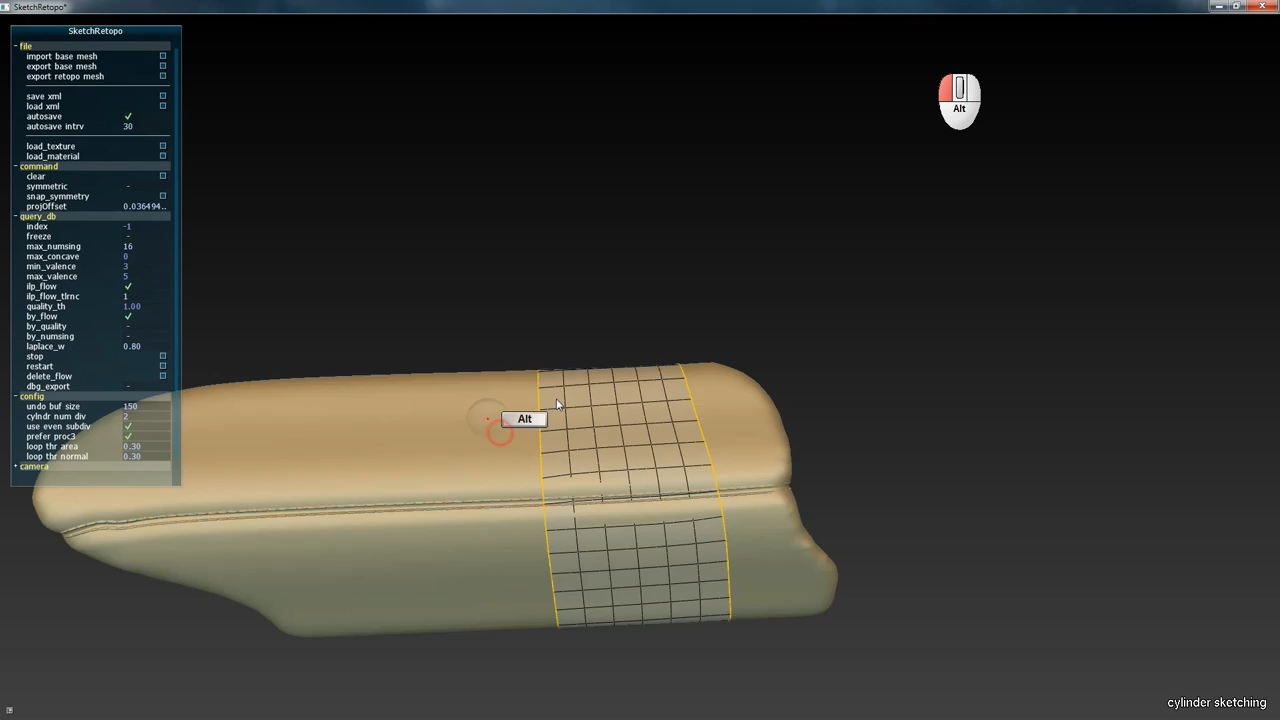 SketchRetopo*
SketchRetopo
file
import base mesh
export base mesh
export retopo mesh
save xml
load xml
autosave
autosave intrv 30
load_texture
load_material
command
clear
symmetric -
snap_symmetry
projOffset 0.036494..
query_db
index -1
freeze -
max_numsing 16
max_concave 0
min_valence 3
max_valence 5
ilp_flow
ilp_flow_tlrnc 1
quality_th 1.00
by_flow
by_quality -
by_numsing -
laplace_w 0.80
stop
restart
delete_flow
dbg_export -
config
undo buf size 150
cylndr num div 2
use even subdiv
prefer proc3
loop thr area 0.30
loop thr normal 0.30
camera
Alt
Alt
cylinder sketching